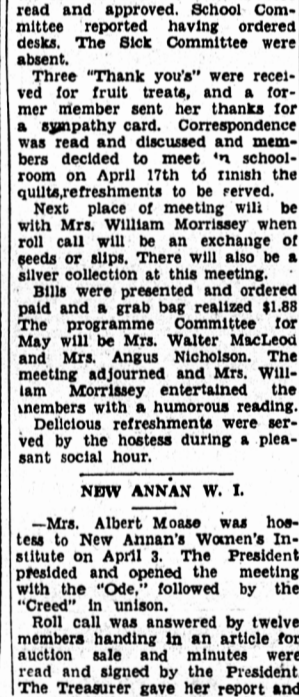 read and approved. School Com-
mittee reported having ordered
desks. The Sick Committee were
absent.
Three "Thank you's" were recei-
ved for fruit treats, and a for-
mer member sent her thanks for
a sympathy card. Correspondence
was read and discussed and mem-
bers decided to meet 'n school-
room on April 17th to finish the
quilts,refreshments to be served.
Next place of meeting will be
with Mrs. William Morrissey when
roll call will be an exchange of
seeds or slips. There will also be a
silver collection at this meeting.
Bills were presented and ordered
paid and a grab bag realized $1.88
The programme Committee for
May will be Mrs. Walter MacLeod
and Mrs. Angus Nicholson. The
meeting adjourned and Mrs. Will-
iam Morrissey entertained the
members with a humorous reading.
Delicious refreshments were ser-
ved by the hostess during a plea-
sant social hour.
NEW ANNAN W. I.
—Mrs. Albert Moase was hos-
tess to New Annan's Women's In-
stitute on April 3. The President
presided and opened the meeting
with the "Ode," followed by the
"Creed" in unison.
Roll call was answered by twelve
members handing in an article for
auction sale and minutes were
read and signed by the President
The Treasurer gave her report and